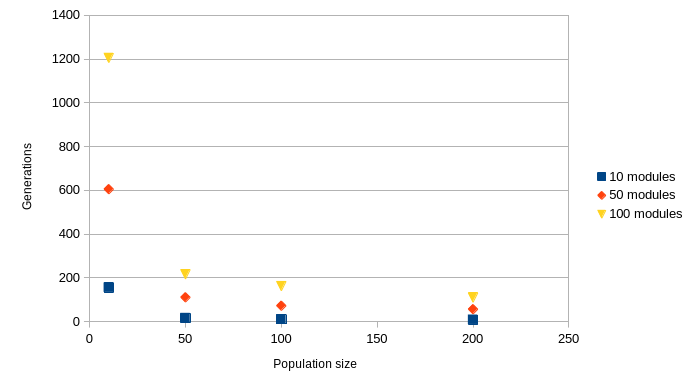 1400
1200
1000
800
600
400
200
0
0 50 100 150 200 250
Generations
Population size
10 modules
50 modules
100 modules